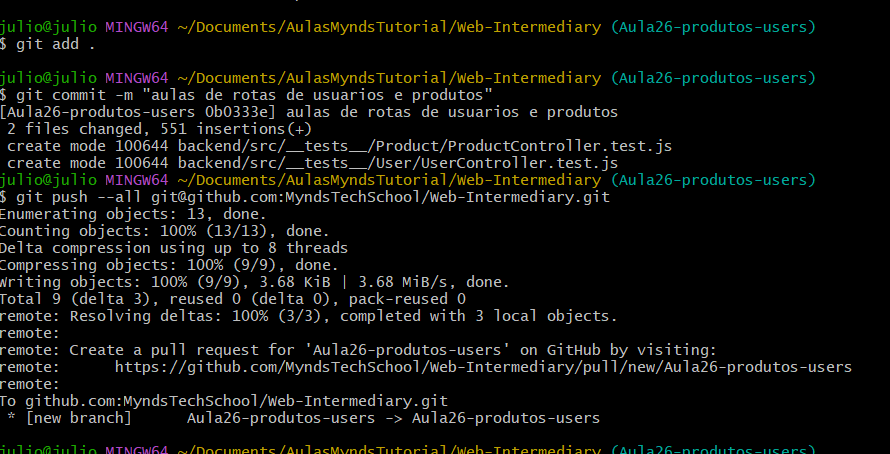 julio@julio MINGW64 ~/Documents/AulasMyndsTutorial/Web-Intermediary (Aula26-produtos-users)
$ git add .
julio@julio MINGW64 ~/Documents/AulasMyndsTutorial/Web-Intermediary (Aula26-produtos-users)
$ git commit -m "aulas de rotas de usuarios e produtos"
[Aula26-produtos-users 0b0333e] aulas de rotas de usuarios e produtos
2 files changed, 551 insertions(+)
create mode 100644 backend/src/__tests__/Product/ProductController.test.js
create mode 100644 backend/src/__tests__/User/UserController.test.js
julio@julio MINGW64 ~/Documents/AulasMyndsTutorial/Web-Intermediary (Aula26-produtos-users)
$ git push --all git@github.com:MyndsTechSchool/Web-Intermediary.git
Enumerating objects: 13, done.
Counting objects: 100% (13/13), done.
Delta compression using up to 8 threads
Compressing objects: 100% (9/9), done.
Writing objects: 100% (9/9), 3.68 KiB | 3.68 MiB/s, done.
Total 9 (delta 3), reused 0 (delta 0), pack-reused 0
remote: Resolving deltas: 100% (3/3), completed with 3 local objects.
remote:
remote: Create a pull request for 'Aula26-produtos-users' on GitHub by visiting:
remote:      https://github.com/MyndsTechSchool/Web-Intermediary/pull/new/Aula26-produtos-users
remote:
To github.com:MyndsTechSchool/Web-Intermediary.git
* [new branch]      Aula26-produtos-users -> Aula26-produtos-users
julio@julio MINGW64 ~/Documents/AulasMyndsTutorial/Web-Intermediary (Aula26-produtos-users)